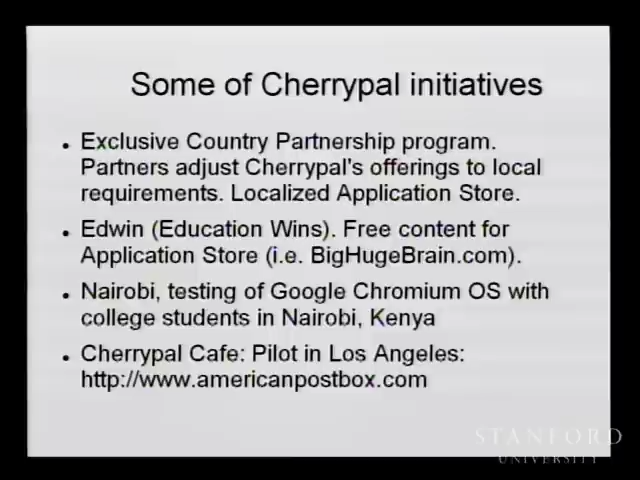 Some of Cherrypal initiatives
• Exclusive Country Partnership program.
Partners adjust Cherrypal's offerings to local
requirements. Localized Application Store.
• Edwin (Education Wins). Free content for
Application Store (i.e. BigHugeBrain.com).
• Nairobi, testing of Google Chromium OS with
college students in Nairobi, Kenya
• Cherrypal Cafe: Pilot in Los Angeles:
http://www.americanpostbox.com
STANFORD
UNIVERSITY